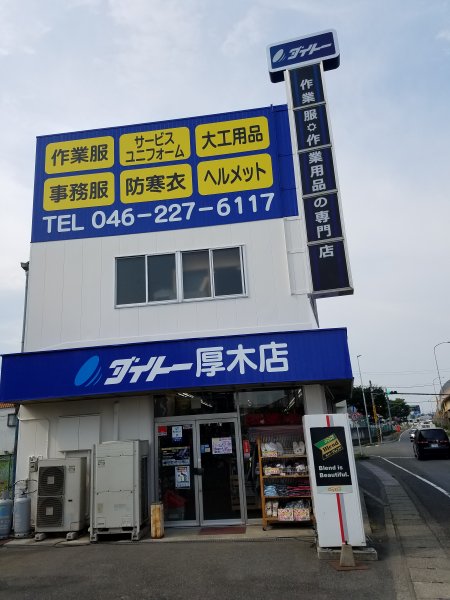 ダイトー
作業服・作業用品の専門店
作業服
サービス
ユニフォーム
大工用品
事務服
防寒衣
ヘルメット
TEL 046-227-6117
ダイトー 厚木店
Blend
Blend is
Beautiful.